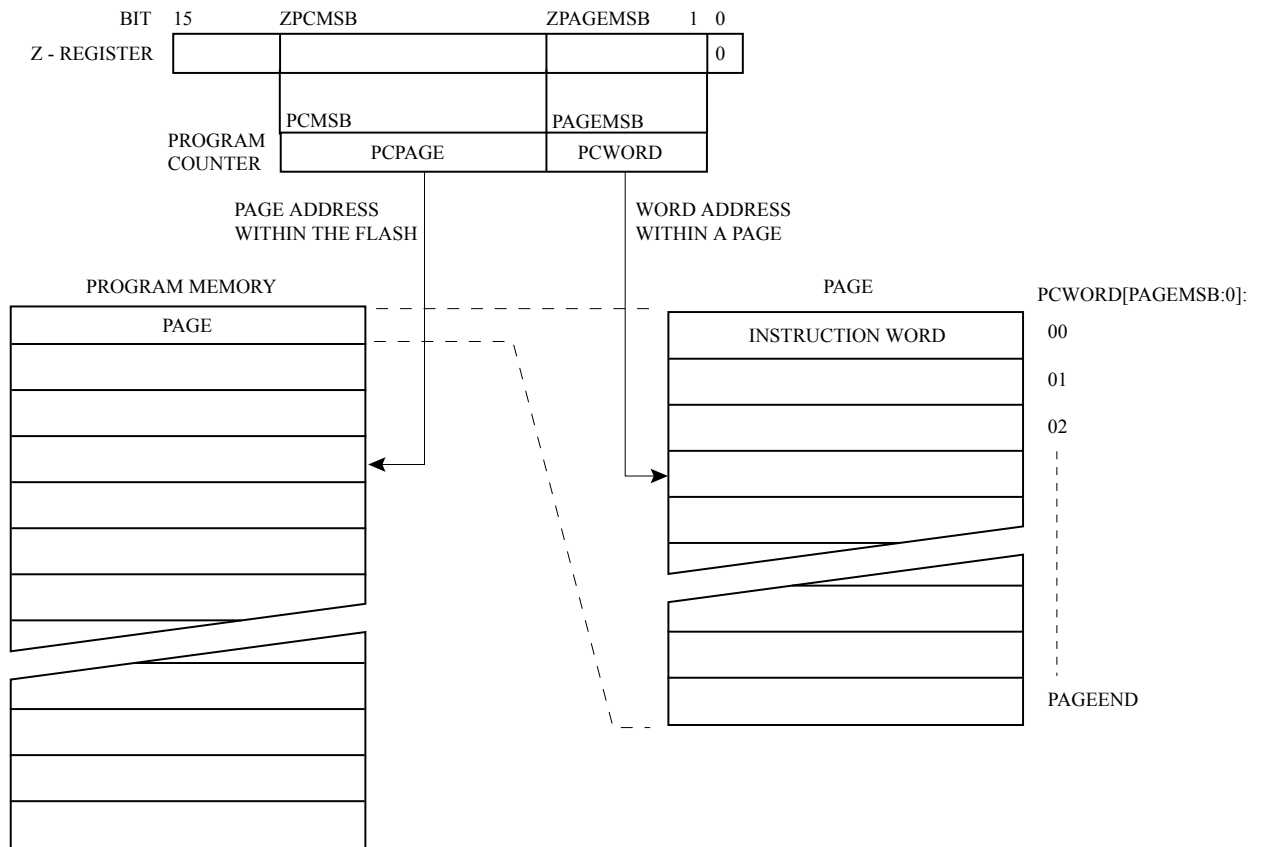 BIT 15 ZPCMSB ZPAGEMSB 1 0
Z - REGISTER 0
PCMSB PAGEMSB
PROGRAM
COUNTER
PCPAGE PCWORD
PAGE ADDRESS
WITHIN THE FLASH
WORD ADDRESS
WITHIN A PAGE
PROGRAM MEMORY
PAGE
PAGE
PCWORD[PAGEMSB:0]:
INSTRUCTION WORD
00
01
02
PAGEEND